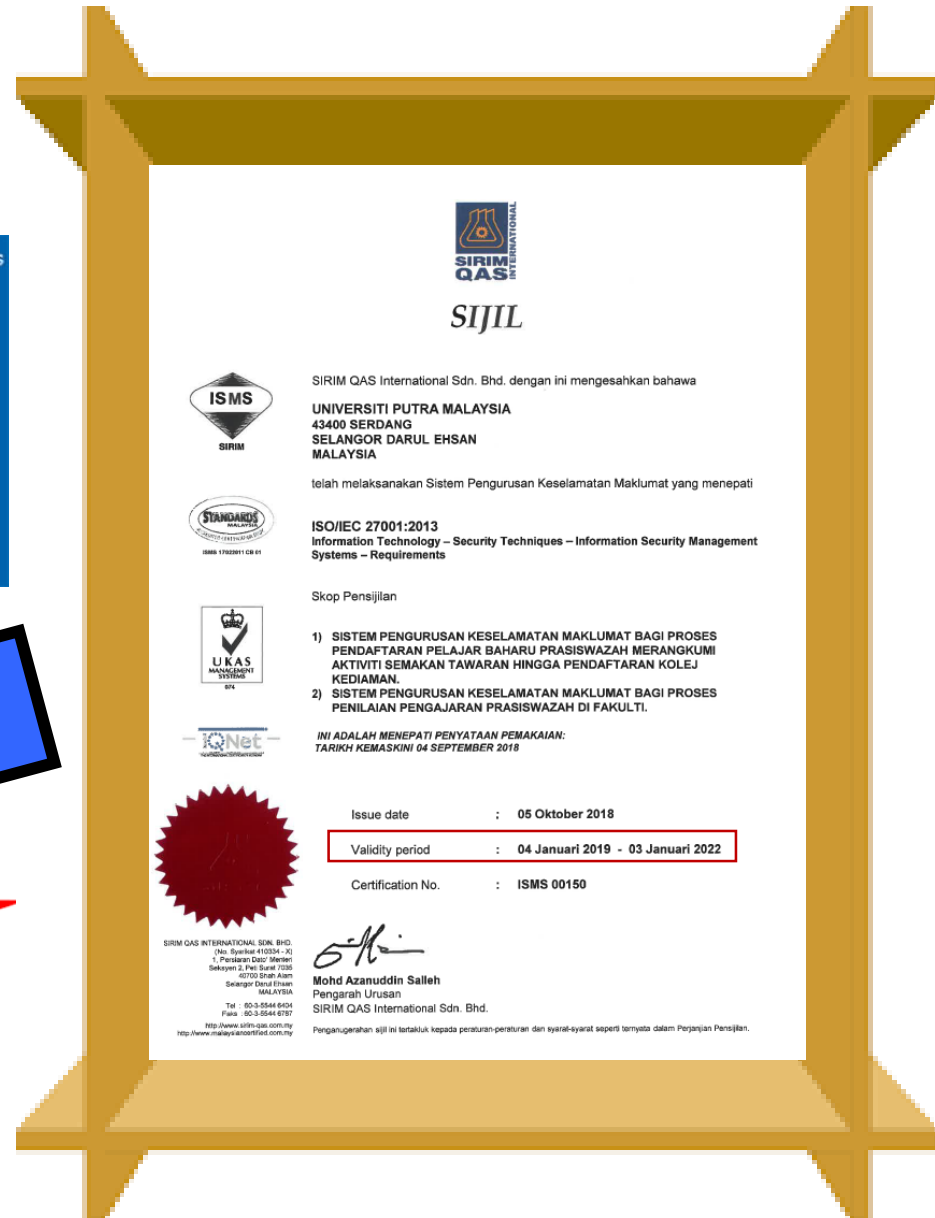 s
SIRIM
QAS
INTERNATIONAL
SIJIL
ISMS
SIRIM
SIRIM QAS International Sdn. Bhd. dengan ini mengesahkan bahawa
UNIVERSITI PUTRA MALAYSIA
43400 SERDANG
SELANGOR DARUL EHSAN
MALAYSIA
telah melaksanakan Sistem Pengurusan Keselamatan Maklumat yang menepati
STANDARDS
MALAYSIA
ISMS 17022011 CB 01
ISO/IEC 27001:2013
Information Technology – Security Techniques – Information Security Management
Systems – Requirements
Skop Pensijilan
UKAS
MANAGEMENT
SYSTEMS
974
1) SISTEM PENGURUSAN KESELAMATAN MAKLUMAT BAGI PROSES
PENDAFTARAN PELAJAR BAHARU PRASISWAZAH MERANGKUMI
AKTIVITI SEMAKAN TAWARAN HINGGA PENDAFTARAN KOLEJ
KEDIAMAN.
2) SISTEM PENGURUSAN KESELAMATAN MAKLUMAT BAGI PROSES
PENILAIAN PENGAJARAN PRASISWAZAH DI FAKULTI.
IQNet
INI ADALAH MENEPATI PENYATAAN PEMAKAIAN:
TARIKH KEMASKINI 04 SEPTEMBER 2018
Issue date : 05 Oktober 2018
Validity period : 04 Januari 2019 - 03 Januari 2022
Certification No. : ISMS 00150
SIRIM QAS INTERNATIONAL SDN. BHD.
(No. Syarikat 410334 - X)
1, Persiaran Dato' Menteri
Seksyen 2, Peti Surat 7035
40700 Shah Alam
Selangor Darul Ehsan
MALAYSIA
Tel : 60-3-5544 6404
Faks : 60-3-5544 6787
http://www.sirim-qas.com.my
http://www.malaysiancertified.com.my
Mohd Azanuddin Salleh
Pengarah Urusan
SIRIM QAS International Sdn. Bhd.
Penganugerahan sijil ini tertakluk kepada peraturan-peraturan dan syarat-syarat seperti ternyata dalam Perjanjian Pensijilan.